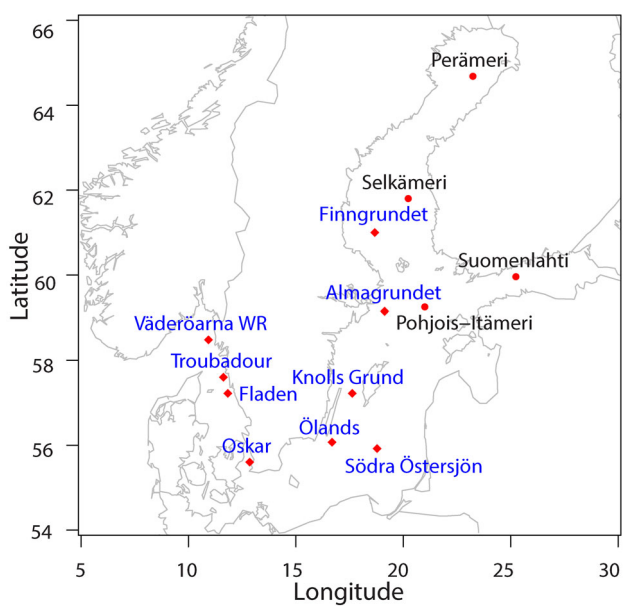 66
64
62
60
58
56
54
Latitude
Perämeri
Selkämeri
Finngrundet
Suomenlahti
Almagrundet
Pohjois–Itämeri
Väderöarna WR
Troubadour
Knolls Grund
Fladen
Ölands
Oskar
Södra Östersjön
5
10
15
20
25
30
Longitude